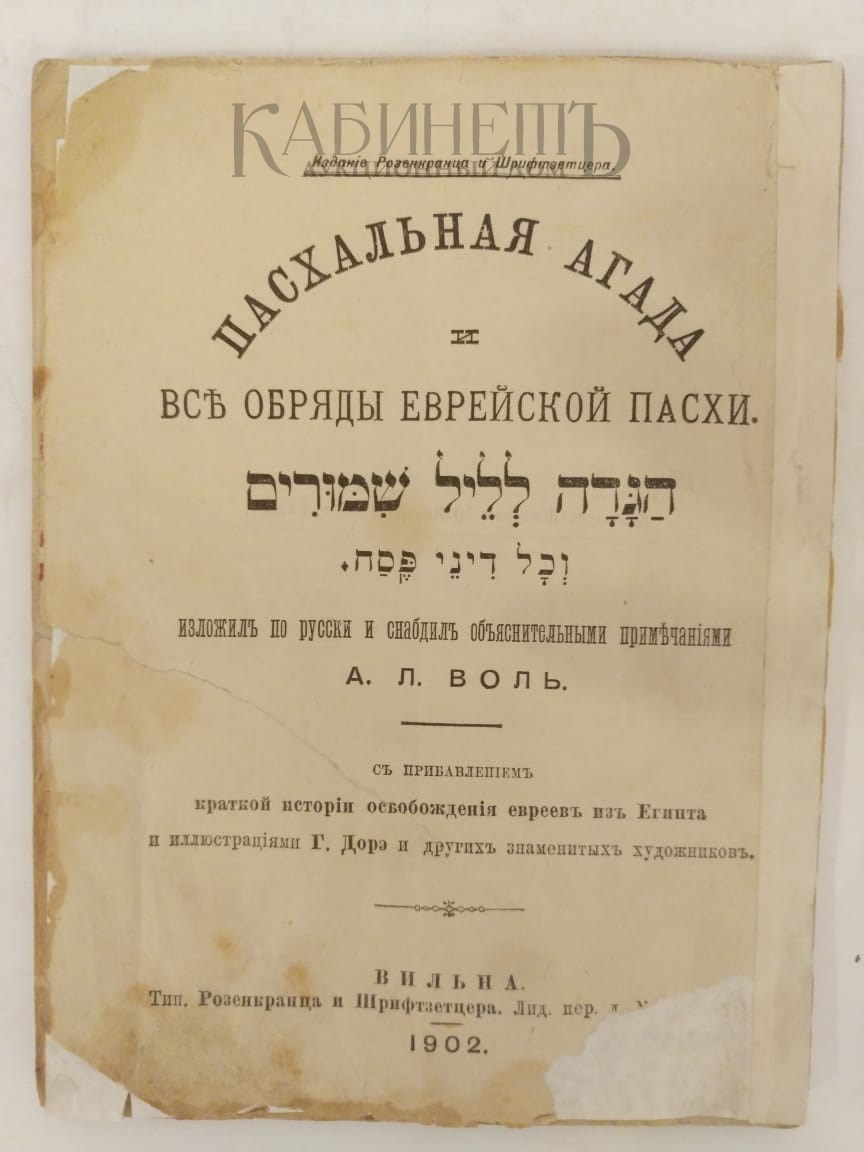 КАБИНЕТЪ
АУКЦИОННЫЙ ДОМ
Изданіе Розенкранца и Шрифтзетцера.
ПАСХАЛЬНАЯ АГАДА
и
ВСѢ ОБРЯДЫ ЕВРЕЙСКОЙ ПАСХИ.
הַגָּדָה לְלֵיל שִׁמּוּרִים
וְכָל דִינֵי פֶּסַח.
изложилъ по русски и снабдилъ объяснительными примѣчаніями
А. Л. ВОЛЬ.
СЪ ПРИБАВЛЕНІЕМЪ
краткой исторіи освобожденія евреевъ изъ Египта
и иллюстраціями Г. Дорэ и другихъ знаменитыхъ художниковъ.
ВИЛЬНА.
Тип. Розенкранца и Шрифтзетцера. Лид. пер. д.
1902.